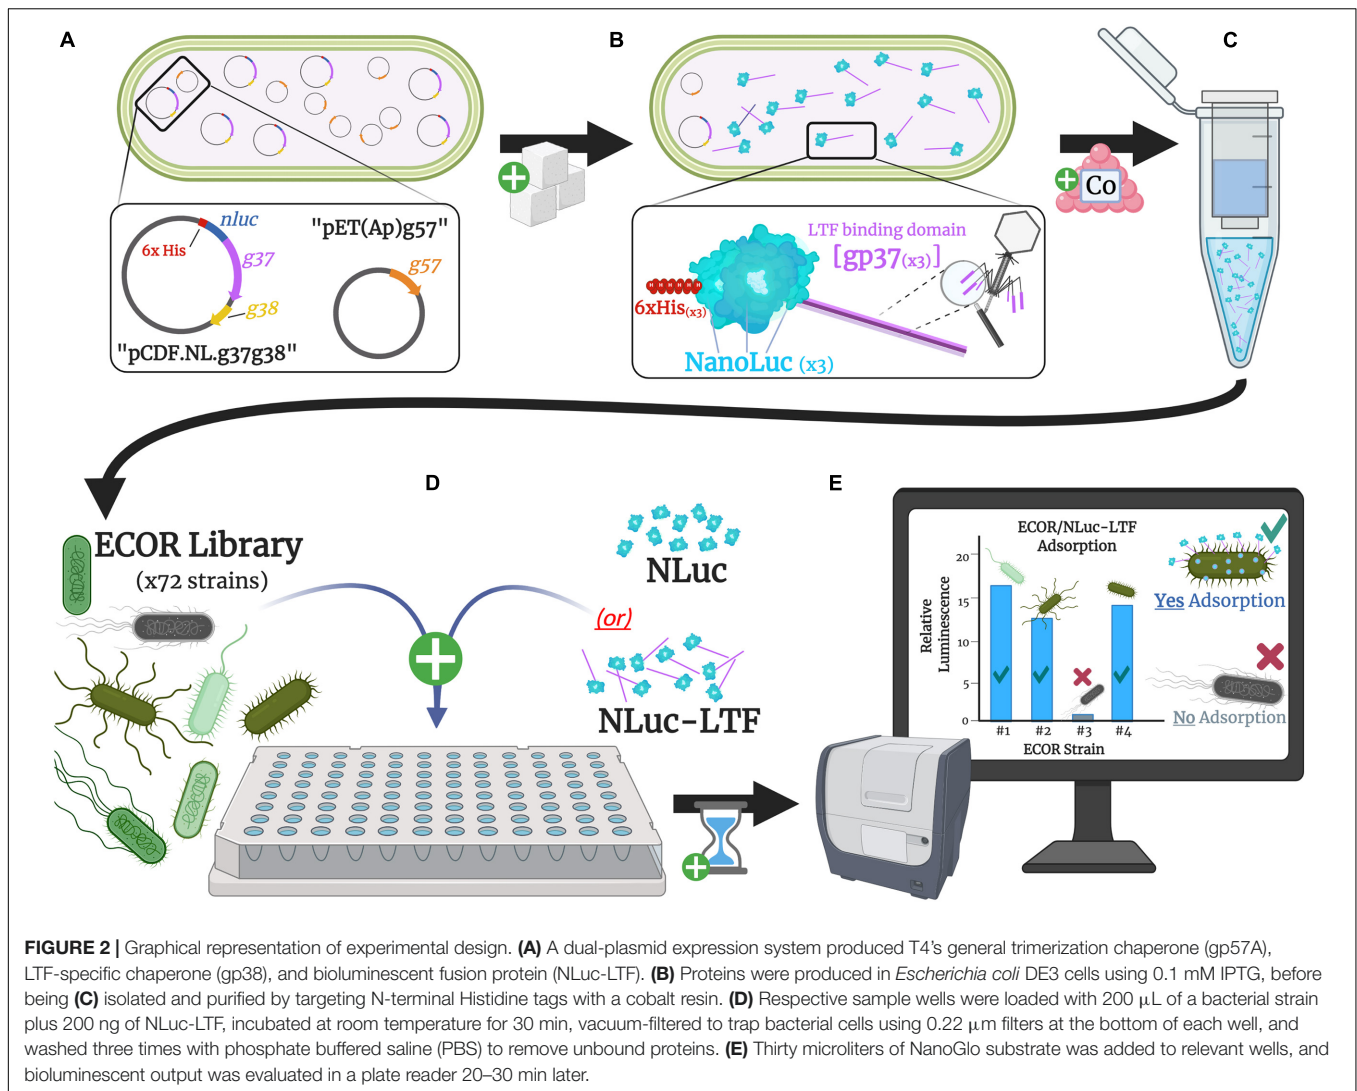 A
B
C
nluc
6x His
g37
g38
"pCDF.NL.g37g38"
"pET(Ap)g57"
g57
LTF binding domain
[gp37(x3)]
HHHHHH
6xHis(x3)
NanoLuc (x3)
Co
D
E
ECOR Library
(x72 strains)
NLuc
(or)
NLuc-LTF
ECOR/NLuc-LTF
Adsorption
Relative
Luminescence
20
15
10
5
0
#1 #2 #3 #4
ECOR Strain
Yes Adsorption
No Adsorption
FIGURE 2 | Graphical representation of experimental design. (A) A dual-plasmid expression system produced T4's general trimerization chaperone (gp57A),
LTF-specific chaperone (gp38), and bioluminescent fusion protein (NLuc-LTF). (B) Proteins were produced in Escherichia coli DE3 cells using 0.1 mM IPTG, before
being (C) isolated and purified by targeting N-terminal Histidine tags with a cobalt resin. (D) Respective sample wells were loaded with 200 μL of a bacterial strain
plus 200 ng of NLuc-LTF, incubated at room temperature for 30 min, vacuum-filtered to trap bacterial cells using 0.22 μm filters at the bottom of each well, and
washed three times with phosphate buffered saline (PBS) to remove unbound proteins. (E) Thirty microliters of NanoGlo substrate was added to relevant wells, and
bioluminescent output was evaluated in a plate reader 20–30 min later.